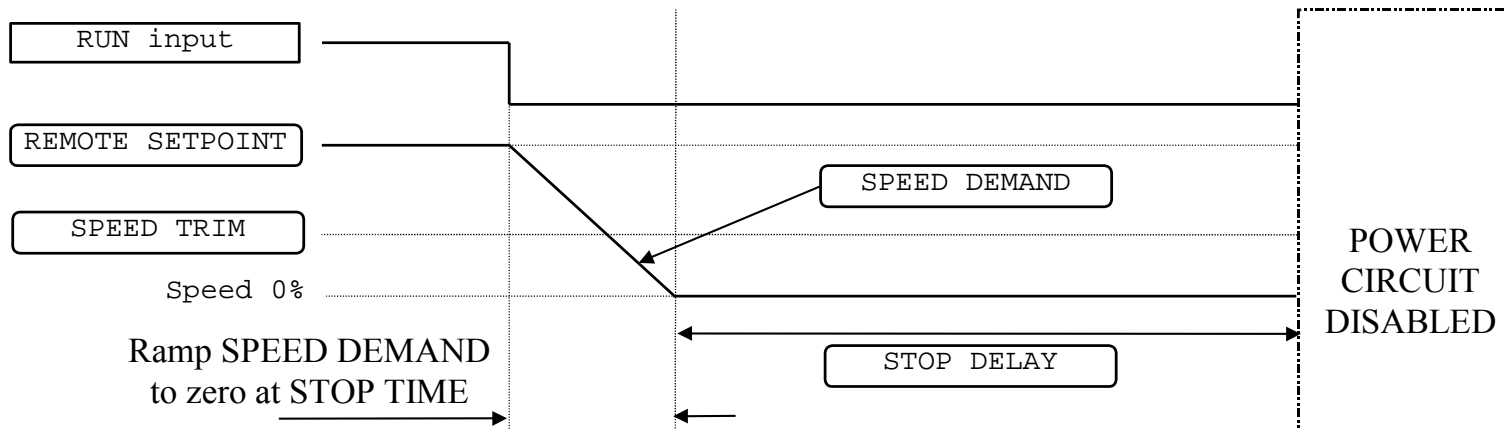 RUN input
REMOTE SETPOINT
SPEED DEMAND
SPEED TRIM
Speed 0%
POWER
CIRCUIT
DISABLED
Ramp SPEED DEMAND
to zero at STOP TIME
STOP DELAY